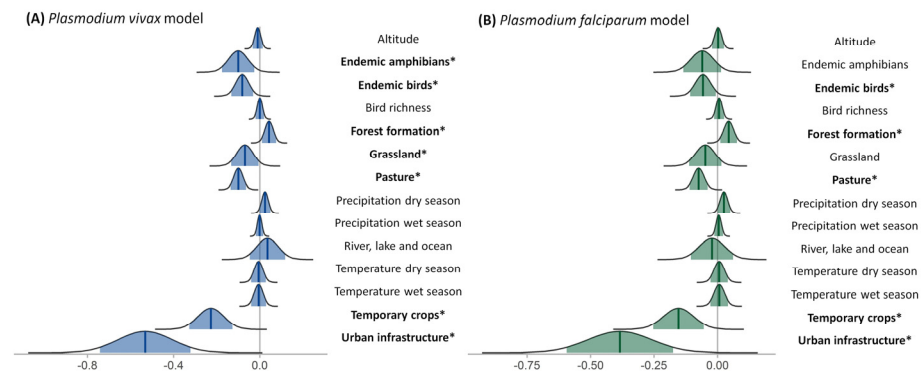 (A) Plasmodium vivax model
Altitude
Endemic amphibians*
Endemic birds*
Bird richness
Forest formation*
Grassland*
Pasture*
Precipitation dry season
Precipitation wet season
River, lake and ocean
Temperature dry season
Temperature wet season
Temporary crops*
Urban infrastructure*
-0.8 -0.4 0.0
(B) Plasmodium falciparum model
Altitude
Endemic amphibians
Endemic birds*
Bird richness
Forest formation*
Grassland
Pasture*
Precipitation dry season
Precipitation wet season
River, lake and ocean
Temperature dry season
Temperature wet season
Temporary crops*
Urban infrastructure*
-0.75 -0.50 -0.25 0.00